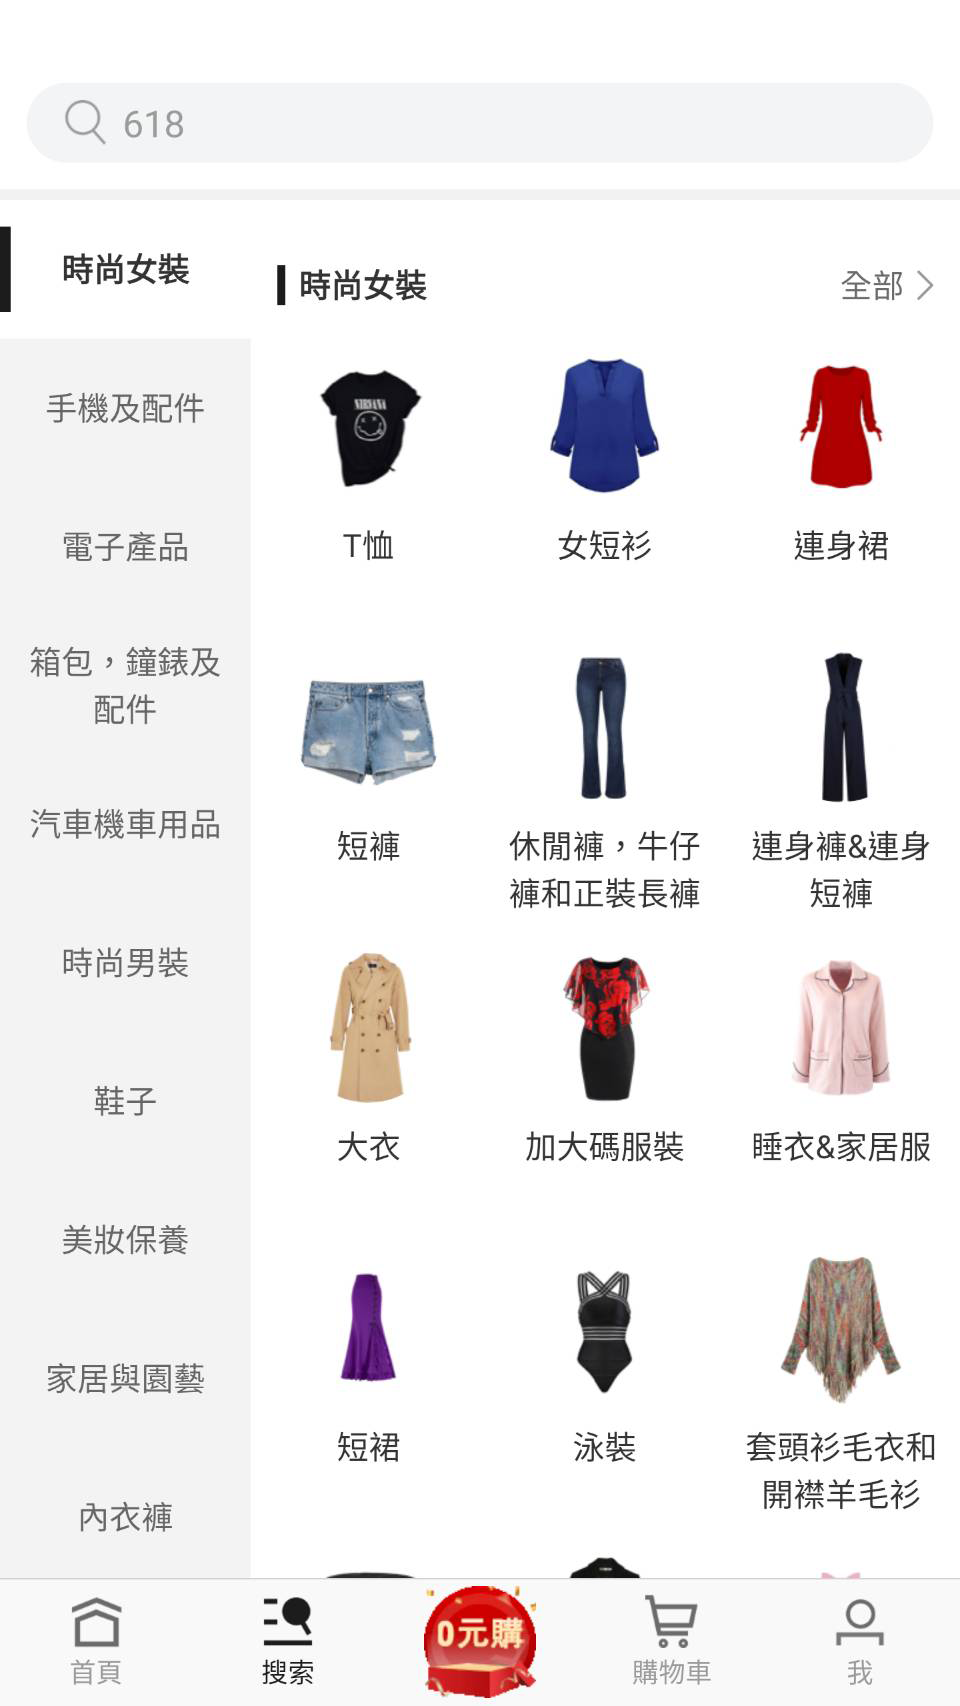 618
時尚女裝
手機及配件
電子產品
箱包，鐘錶及
配件
汽車機車用品
時尚男裝
鞋子
美妝保養
家居與園藝
內衣褲
時尚女裝
全部
NIRVANA
T恤
女短衫
連身裙
短褲
休閒褲，牛仔
褲和正裝長褲
連身褲&連身
短褲
大衣
加大碼服裝
睡衣&家居服
短裙
泳裝
套頭衫毛衣和
開襟羊毛衫
首頁
搜索
0元購
購物車
我